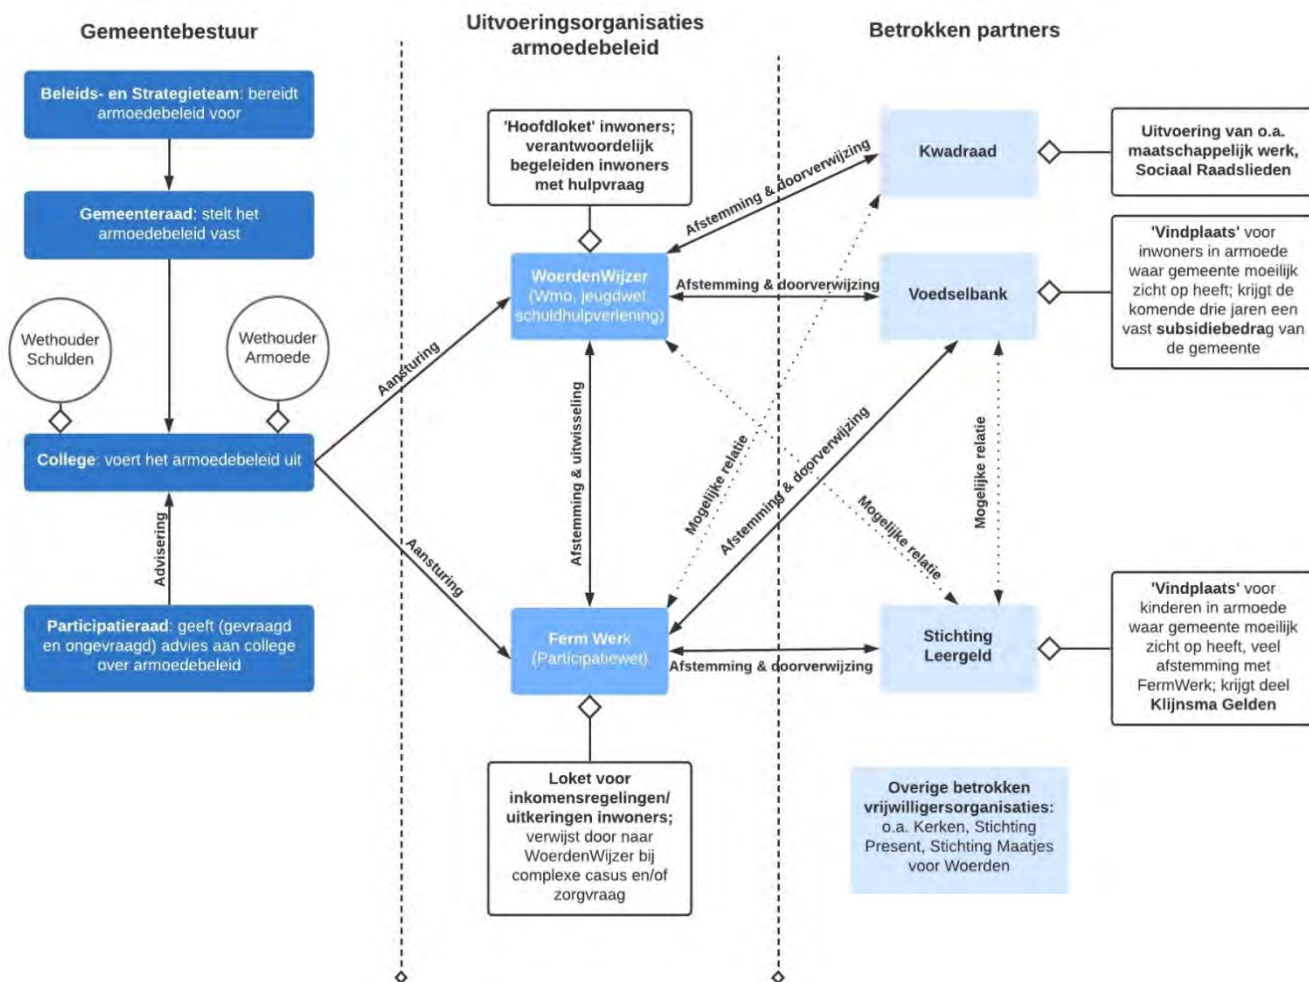 Gemeentebestuur
Beleids- en Strategieteam: bereidt
armoedebeleid voor
Gemeenteraad: stelt het
armoedebeleid vast
Wethouder
Schulden
Wethouder
Armoede
College: voert het armoedebeleid uit
Advisering
Participatieraad: geeft (gevraagd
en ongevraagd) advies aan college
over armoedebeleid
Aansturing
Aansturing
Uitvoeringsorganisaties
armoedebeleid
'Hoofdloket' inwoners;
verantwoordelijk
begeleiden inwoners
met hulpvraag
WoerdenWijzer
(Wmo, jeugdwet,
schuldhulpverlening)
Afstemming & uitwisseling
Ferm Werk
(Participatiewet)
Loket voor
inkomensregelingen/
uitkeringen inwoners;
verwijst door naar
WoerdenWijzer bij
complexe casus en/of
zorgvraag
Afstemming & doorverwijzing
Afstemming & doorverwijzing
Mogelijke relatie
Afstemming & doorverwijzing
Mogelijke relatie
Mogelijke relatie
Afstemming & doorverwijzing
Betrokken partners
Kwadraad
Uitvoering van o.a.
maatschappelijk werk,
Sociaal Raadslieden
Voedselbank
'Vindplaats' voor
inwoners in armoede
waar gemeente moeilijk
zicht op heeft; krijgt de
komende drie jaren een
vast subsidiebedrag van
de gemeente
Stichting
Leergeld
'Vindplaats' voor
kinderen in armoede
waar gemeente moeilijk
zicht op heeft, veel
afstemming met
FermWerk; krijgt deel
Klijnsma Gelden
Overige betrokken
vrijwilligersorganisaties:
o.a. Kerken, Stichting
Present, Stichting Maatjes
voor Woerden